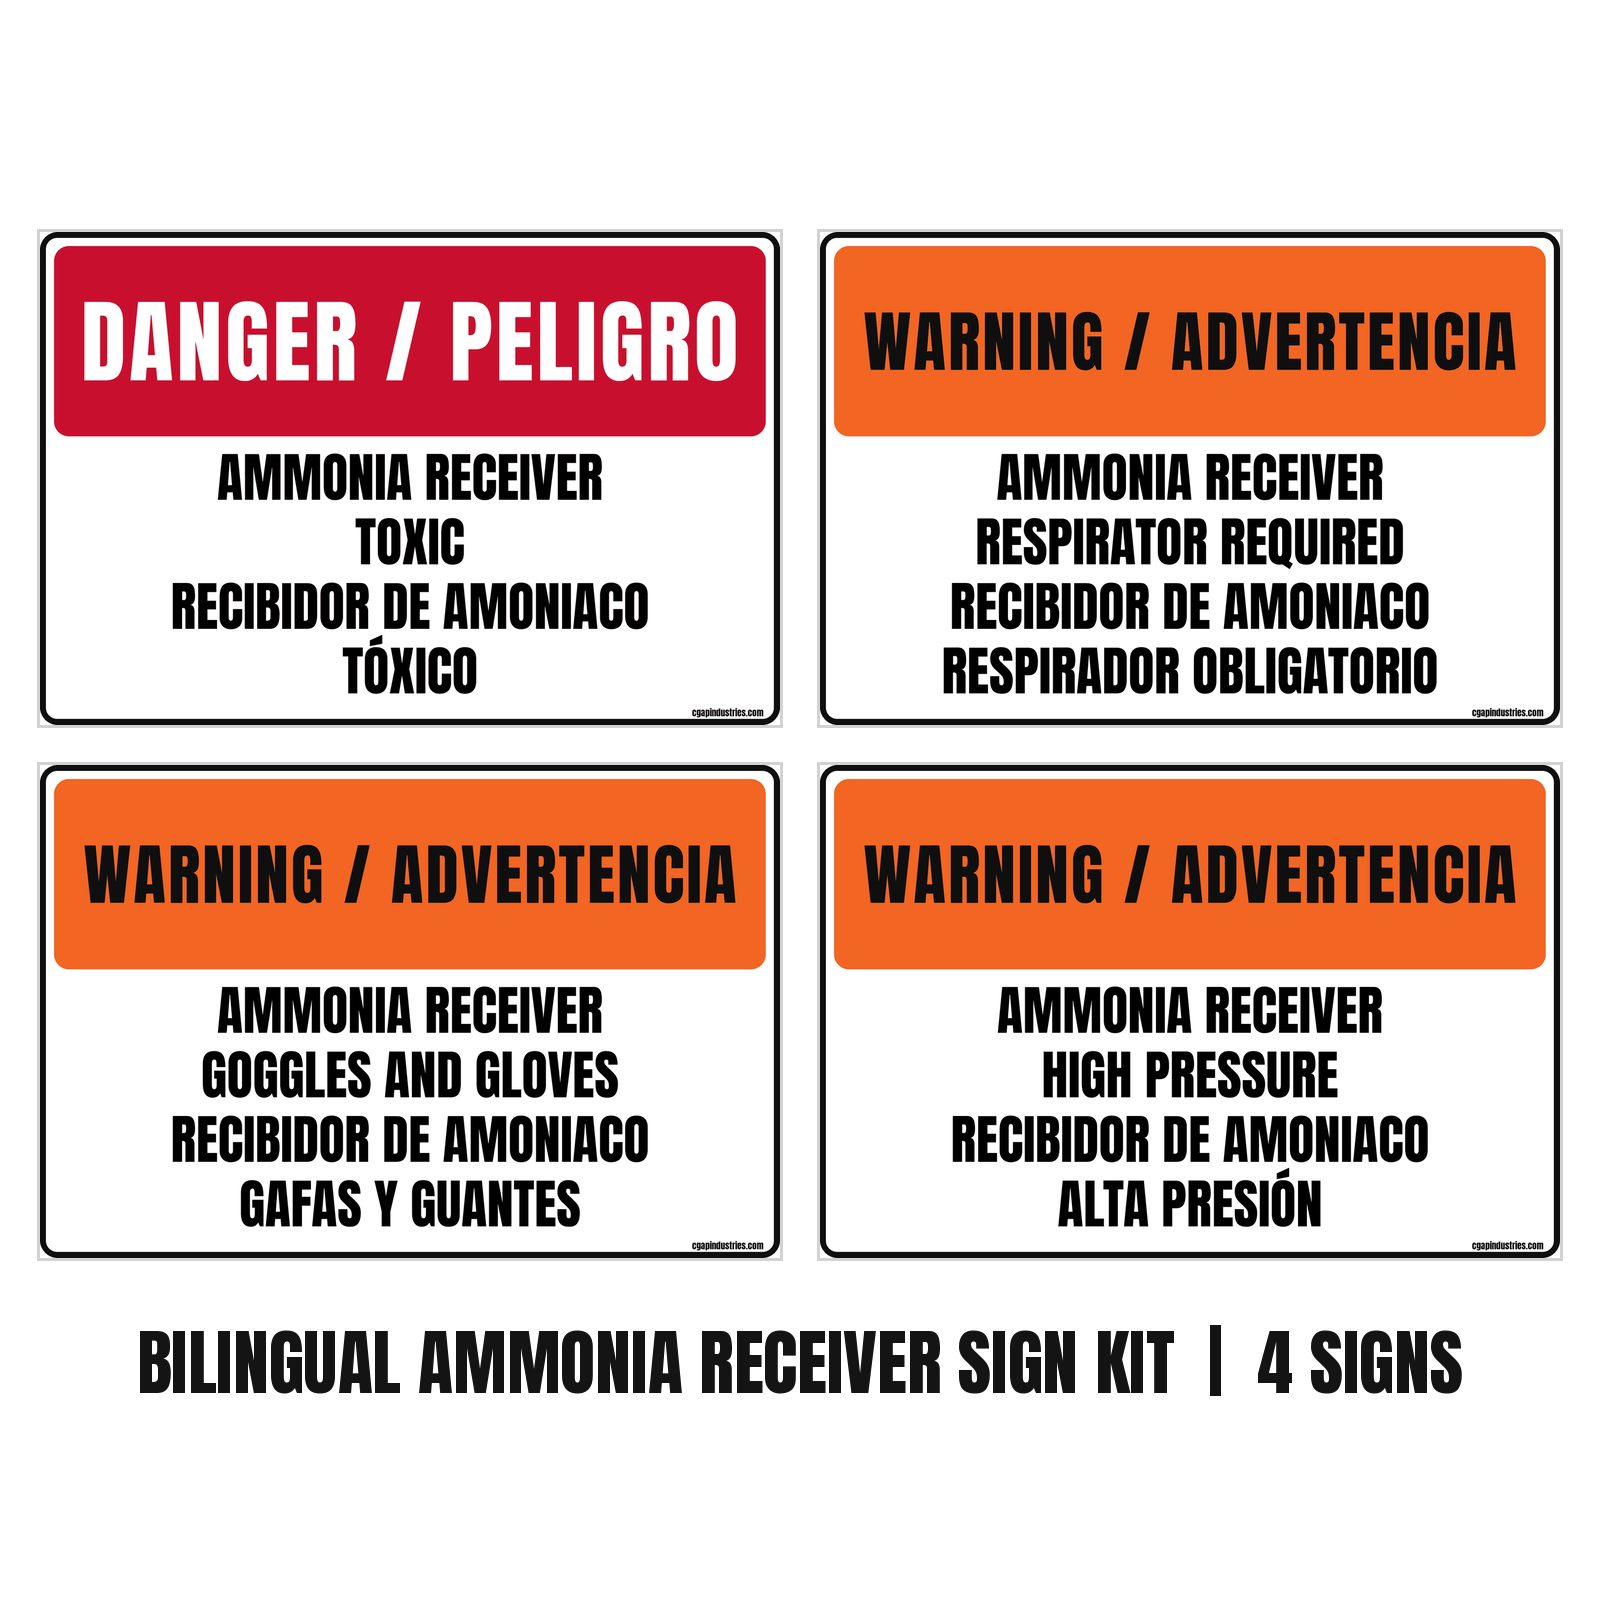 DANGER / PELIGRO
AMMONIA RECEIVER
TOXIC
RECIBIDOR DE AMONIACO
TÓXICO
cgapindustries.com
WARNING / ADVERTENCIA
AMMONIA RECEIVER
RESPIRATOR REQUIRED
RECIBIDOR DE AMONIACO
RESPIRADOR OBLIGATORIO
cgapindustries.com
WARNING / ADVERTENCIA
AMMONIA RECEIVER
GOGGLES AND GLOVES
RECIBIDOR DE AMONIACO
GAFAS Y GUANTES
cgapindustries.com
WARNING / ADVERTENCIA
AMMONIA RECEIVER
HIGH PRESSURE
RECIBIDOR DE AMONIACO
ALTA PRESIÓN
cgapindustries.com
BILINGUAL AMMONIA RECEIVER SIGN KIT | 4 SIGNS